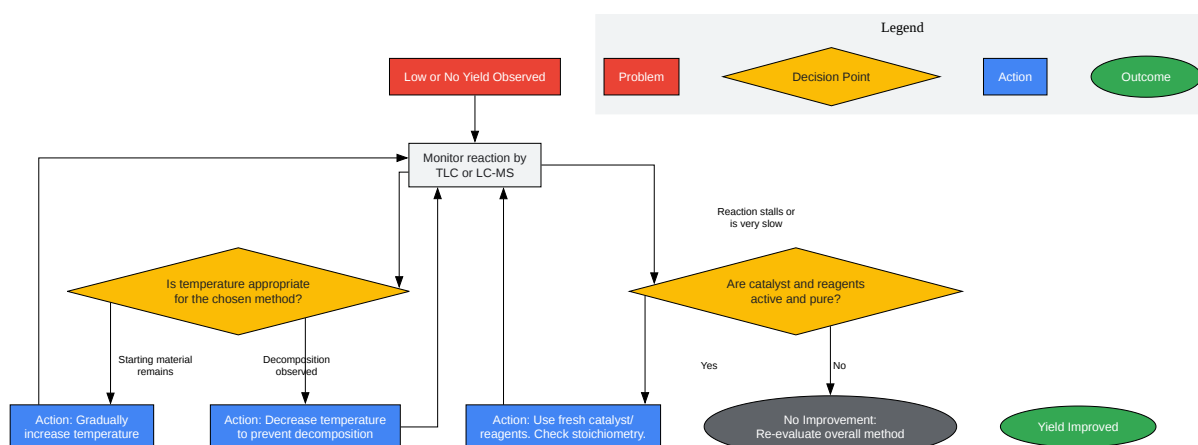 Legend
Problem
Decision Point
Action
Outcome
Low or No Yield Observed
Monitor reaction by
TLC or LC-MS
Reaction stalls or
is very slow
Is temperature appropriate
for the chosen method?
Are catalyst and reagents
active and pure?
Starting material
remains
Decomposition
observed
Yes
No
Action: Gradually
increase temperature
Action: Decrease temperature
to prevent decomposition
Action: Use fresh catalyst/
reagents. Check stoichiometry.
No Improvement:
Re-evaluate overall method
Yield Improved